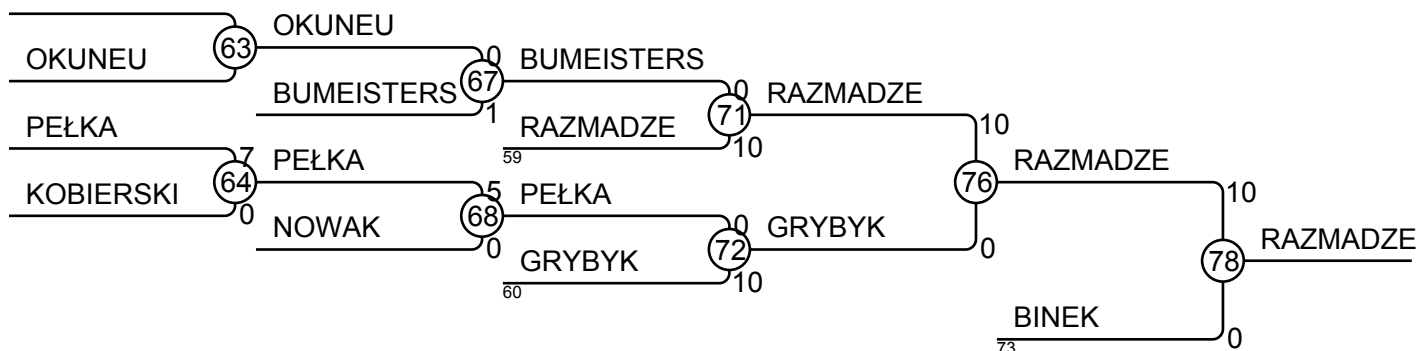 OKUNEU
63
OKUNEU
0
BUMEISTERS
67
1
BUMEISTERS
0
RAZMADZE
59
71
10
RAZMADZE
10
PEŁKA
7
KOBIERSKI
64
0
PEŁKA
5
NOWAK
68
0
PEŁKA
0
GRYBYK
60
72
10
GRYBYK
0
76
RAZMADZE
10
BINEK
73
78
0
RAZMADZE